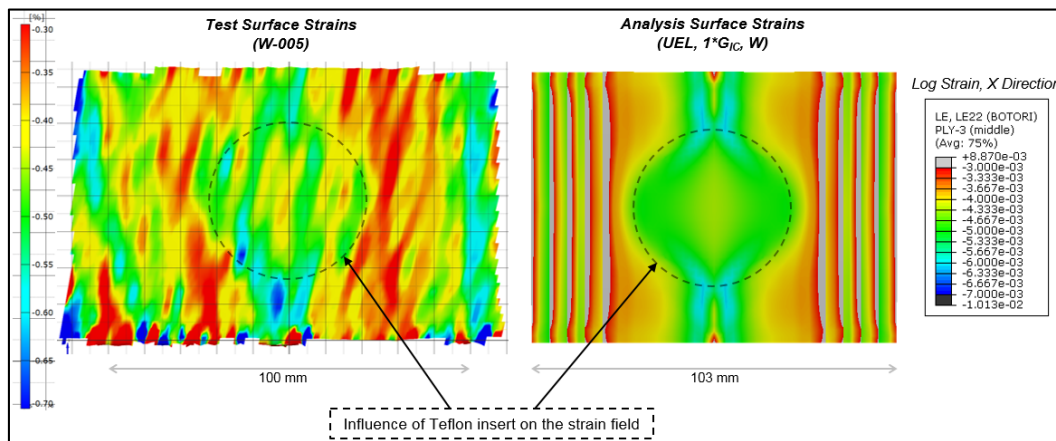 [%]
-0.30
-0.35
-0.40
-0.45
-0.50
-0.55
-0.60
-0.65
-0.70
Test Surface Strains
(W-005)
100 mm
Analysis Surface Strains
(UEL, 1*GIC, W)
103 mm
Influence of Teflon insert on the strain field
Log Strain, X Direction
LE, LE22 (BOTORI)
PLY-3 (middle)
(Avg: 75%)
+8.870e-03
-3.000e-03
-3.333e-03
-3.667e-03
-4.000e-03
-4.333e-03
-4.667e-03
-5.000e-03
-5.333e-03
-5.667e-03
-6.000e-03
-6.333e-03
-6.667e-03
-7.000e-03
-1.013e-02